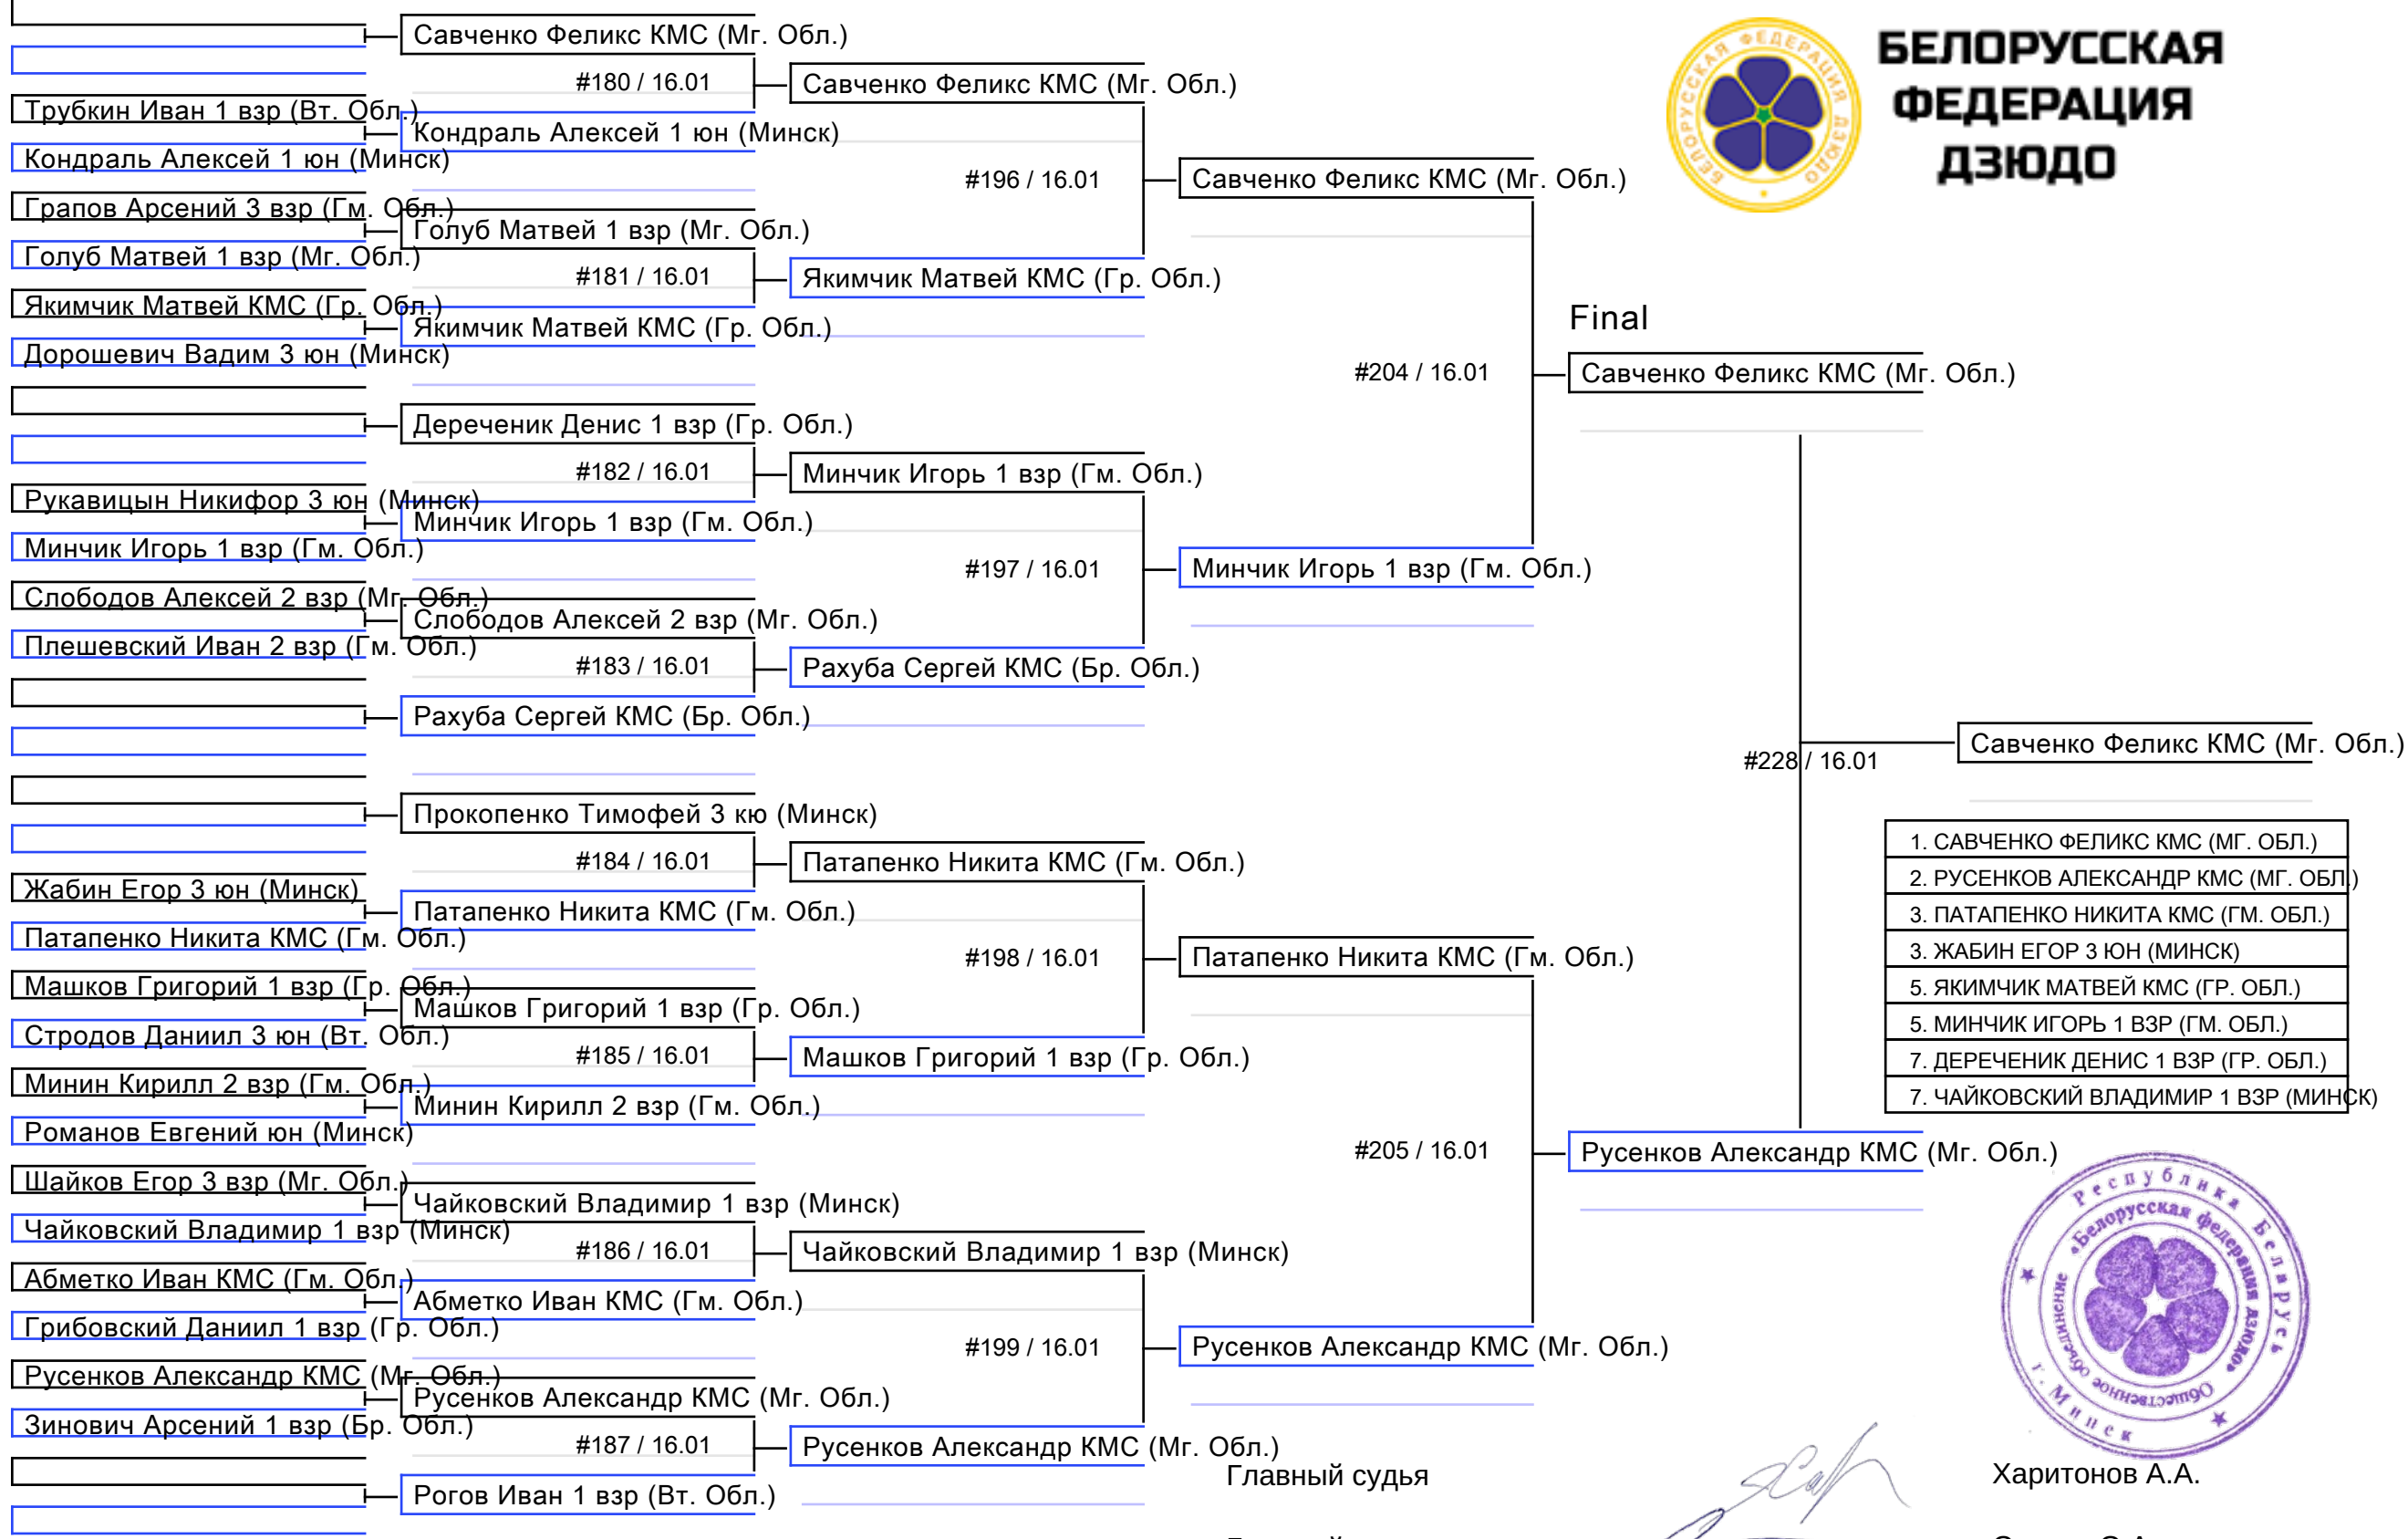 Савченко Феликс КМС (Мг. Обл.)
#180 / 16.01
Савченко Феликс КМС (Мг. Обл.)
Трубкин Иван 1 взр (Вт. Обл.)
Кондраль Алексей 1 юн (Минск)
Кондраль Алексей 1 юн (Минск)
#196 / 16.01
Савченко Феликс КМС (Мг. Обл.)
Грапов Арсений 3 взр (Гм. Обл.)
Голуб Матвей 1 взр (Мг. Обл.)
Голуб Матвей 1 взр (Мг. Обл.)
#181 / 16.01
Якимчик Матвей КМС (Гр. Обл.)
Якимчик Матвей КМС (Гр. Обл.)
Якимчик Матвей КМС (Гр. Обл.)
Дорошевич Вадим 3 юн (Минск)
Final
#204 / 16.01
Савченко Феликс КМС (Мг. Обл.)
Дереченик Денис 1 взр (Гр. Обл.)
#182 / 16.01
Минчик Игорь 1 взр (Гм. Обл.)
Рукавицын Никифор 3 юн (Минск)
Минчик Игорь 1 взр (Гм. Обл.)
Минчик Игорь 1 взр (Гм. Обл.)
#197 / 16.01
Минчик Игорь 1 взр (Гм. Обл.)
Слободов Алексей 2 взр (Мг. Обл.)
Слободов Алексей 2 взр (Мг. Обл.)
Плешевский Иван 2 взр (Гм. Обл.)
#183 / 16.01
Рахуба Сергей КМС (Бр. Обл.)
Рахуба Сергей КМС (Бр. Обл.)
#228 / 16.01
Савченко Феликс КМС (Мг. Обл.)
Прокопенко Тимофей 3 кю (Минск)
#184 / 16.01
Патапенко Никита КМС (Гм. Обл.)
Жабин Егор 3 юн (Минск)
Патапенко Никита КМС (Гм. Обл.)
Патапенко Никита КМС (Гм. Обл.)
#198 / 16.01
Патапенко Никита КМС (Гм. Обл.)
Машков Григорий 1 взр (Гр. Обл.)
Машков Григорий 1 взр (Гр. Обл.)
Стродов Даниил 3 юн (Вт. Обл.)
#185 / 16.01
Машков Григорий 1 взр (Гр. Обл.)
Минин Кирилл 2 взр (Гм. Обл.)
Минин Кирилл 2 взр (Гм. Обл.)
Романов Евгений юн (Минск)
#205 / 16.01
Русенков Александр КМС (Мг. Обл.)
Шайков Егор 3 взр (Мг. Обл.)
Чайковский Владимир 1 взр (Минск)
Чайковский Владимир 1 взр (Минск)
#186 / 16.01
Чайковский Владимир 1 взр (Минск)
Абметко Иван КМС (Гм. Обл.)
Абметко Иван КМС (Гм. Обл.)
Грибовский Даниил 1 взр (Гр. Обл.)
#199 / 16.01
Русенков Александр КМС (Мг. Обл.)
Русенков Александр КМС (Мг. Обл.)
Русенков Александр КМС (Мг. Обл.)
Зинович Арсений 1 взр (Бр. Обл.)
#187 / 16.01
Русенков Александр КМС (Мг. Обл.)
Рогов Иван 1 взр (Вт. Обл.)
БЕЛОРУССКАЯ
ФЕДЕРАЦИЯ
ДЗЮДО
БЕЛОРУССКАЯ ФЕДЕРАЦИЯ ДЗЮДО
1. САВЧЕНКО ФЕЛИКС КМС (МГ. ОБЛ.)
2. РУСЕНКОВ АЛЕКСАНДР КМС (МГ. ОБЛ.)
3. ПАТАПЕНКО НИКИТА КМС (ГМ. ОБЛ.)
3. ЖАБИН ЕГОР 3 ЮН (МИНСК)
5. ЯКИМЧИК МАТВЕЙ КМС (ГР. ОБЛ.)
5. МИНЧИК ИГОРЬ 1 ВЗР (ГМ. ОБЛ.)
7. ДЕРЕЧЕНИК ДЕНИС 1 ВЗР (ГР. ОБЛ.)
7. ЧАЙКОВСКИЙ ВЛАДИМИР 1 ВЗР (МИНСК)
Республика Беларусь
г. Минск
Общественное объединение
«Белорусская федерация дзюдо»
Главный судья
Харитонов А.А.